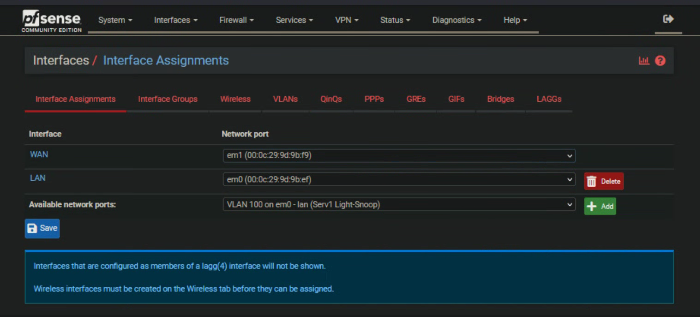 pfsense System Interfaces Firewall Services VPN Status Diagnostics Help
COMMUNITY EDITION
Interfaces / Interface Assignments
Interface Assignments Interface Groups Wireless VLANs QinQs PPPs GREs GIFs Bridges LAGGs
Interface Network port
WAN em1 (00:0c:29:9d:9b:f9)
LAN em0 (00:0c:29:9d:9b:ef) Delete
Available network ports: VLAN 100 on em0 - lan (Serv1 Light-Snoop) Add
Save
Interfaces that are configured as members of a lagg(4) interface will not be shown.
Wireless interfaces must be created on the Wireless tab before they can be assigned.